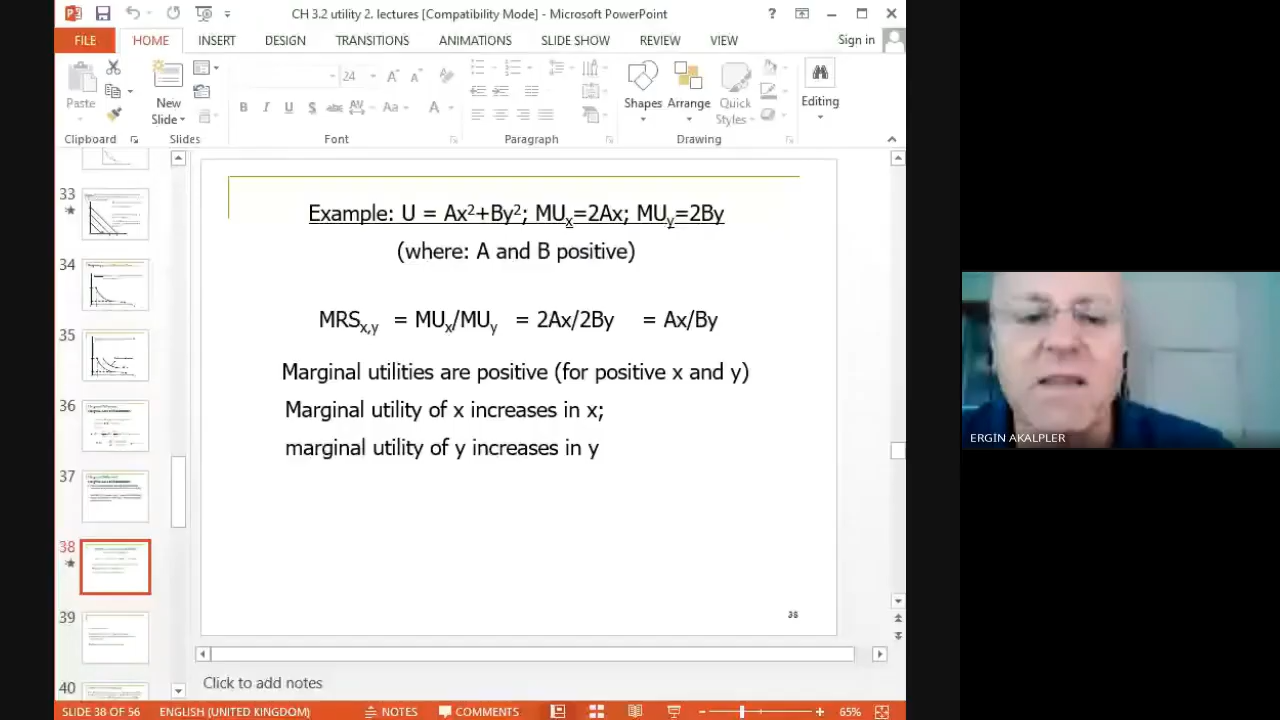 CH 3.2 utility 2. lectures [Compatibility Mode] - Microsoft PowerPoint
FILE
HOME
INSERT
DESIGN
TRANSITIONS
ANIMATIONS
SLIDE SHOW
REVIEW
VIEW
Sign in
Paste
New
Slide
24
Shapes
Arrange
Quick
Styles
Editing
Clipboard
Slides
Font
Paragraph
Drawing
33
34
35
36
37
38
39
40
Example: U = Ax²+By²; MUx=2Ax; MUy=2By
(where: A and B positive)
MRSx,y = MUx/MUy = 2Ax/2By = Ax/By
Marginal utilities are positive (for positive x and y)
Marginal utility of x increases in x;
marginal utility of y increases in y
ERGİN AKALPLER
Click to add notes
SLIDE 38 OF 56
ENGLISH (UNITED KINGDOM)
NOTES
COMMENTS
65%